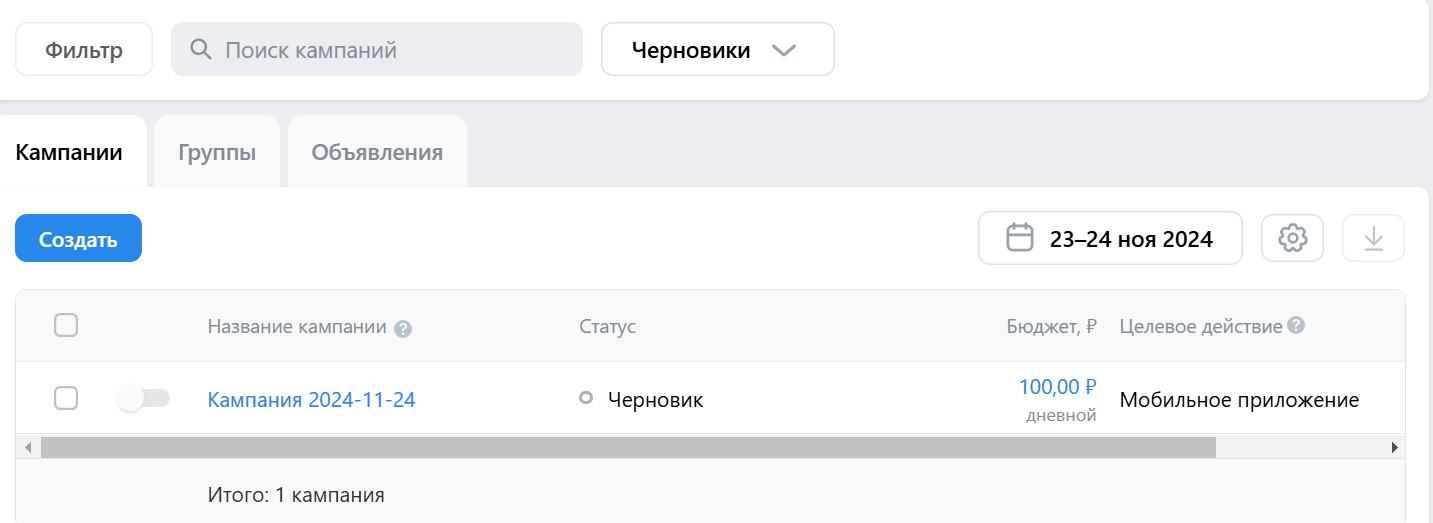 Фильтр
Поиск кампаний
Черновики
Кампании
Группы
Объявления
Создать
23–24 ноя 2024
Название кампании ?
Статус
Бюджет, ₽
Целевое действие ?
Кампания 2024-11-24
Черновик
100,00 ₽
дневной
Мобильное приложение
Итого: 1 кампания